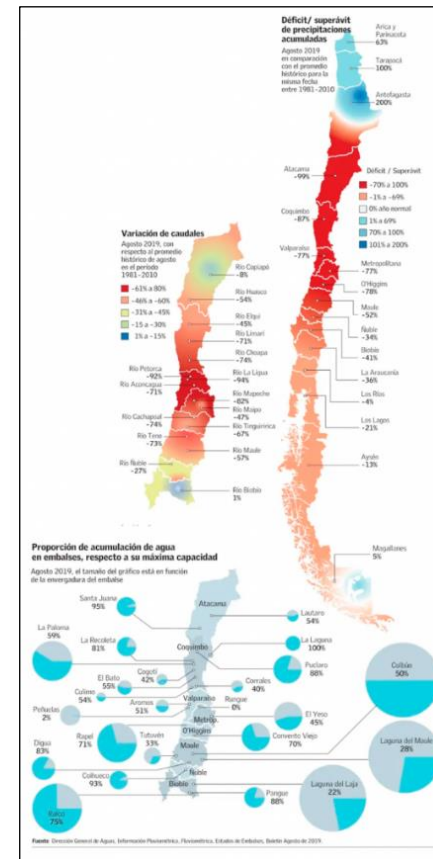 Déficit/ superávit
de precipitaciones
acumuladas
Agosto 2019
en comparación
con el promedio
histórico para la
misma fecha
entre 1981-2010
Arica y
Parinacota
63%
Tarapacá
100%
Antofagasta
200%
Atacama
-99%
Coquimbo
-87%
Valparaíso
-77%
Metropolitana
-77%
O'Higgins
-78%
Maule
-52%
Ñuble
-34%
Biobío
-41%
La Araucanía
-36%
Los Ríos
-4%
Los Lagos
-21%
Aysén
-13%
Magallanes
5%
Déficit / Superávit
-70% a 100%
-1% a -69%
0% año normal
1% a 69%
70% a 100%
101% a 200%
Variación de caudales
Agosto 2019, con
respecto al promedio
histórico de agosto
en el período
1981-2010
-61% a 80%
-46% a -60%
-31% a -45%
-15 a -30%
1% a -15%
Río Copiapó
-8%
Río Huasco
-54%
Río Elqui
-45%
Río Limarí
-71%
Río Choapa
-74%
Río Petorca
-92%
Río La Ligua
-94%
Río Aconcagua
-71%
Río Mapocho
-82%
Río Maipo
-47%
Río Cachapoal
-74%
Río Tinguiririca
-67%
Río Teno
-73%
Río Maule
-57%
Río Ñuble
-27%
Río Biobío
1%
Proporción de acumulación de agua
en embalses, respecto a su máxima capacidad
Agosto 2019, el tamaño del gráfico está en función
de la envergadura del embalse
Santa Juana
95%
Atacama
Lautaro
54%
La Paloma
59%
La Recoleta
81%
Coquimbo
La Laguna
100%
Cogotí
42%
Puclaro
88%
El Bato
55%
Culimo
54%
Corrales
40%
Colbún
50%
Valparaíso
Aromos
51%
Rungue
0%
Peñuelas
2%
Metrop.
El Yeso
45%
Rapel
71%
Tutuvén
33%
O'Higgins
Convento Viejo
70%
Laguna del Maule
28%
Digua
83%
Maule
Coihueco
93%
Ñuble
Laguna del Laja
22%
Biobío
Pangue
88%
Ralco
75%
Fuente: Dirección General de Aguas, Información Pluviométrica, Fluviométrica, Estados de Embalses, Boletín Agosto de 2019.